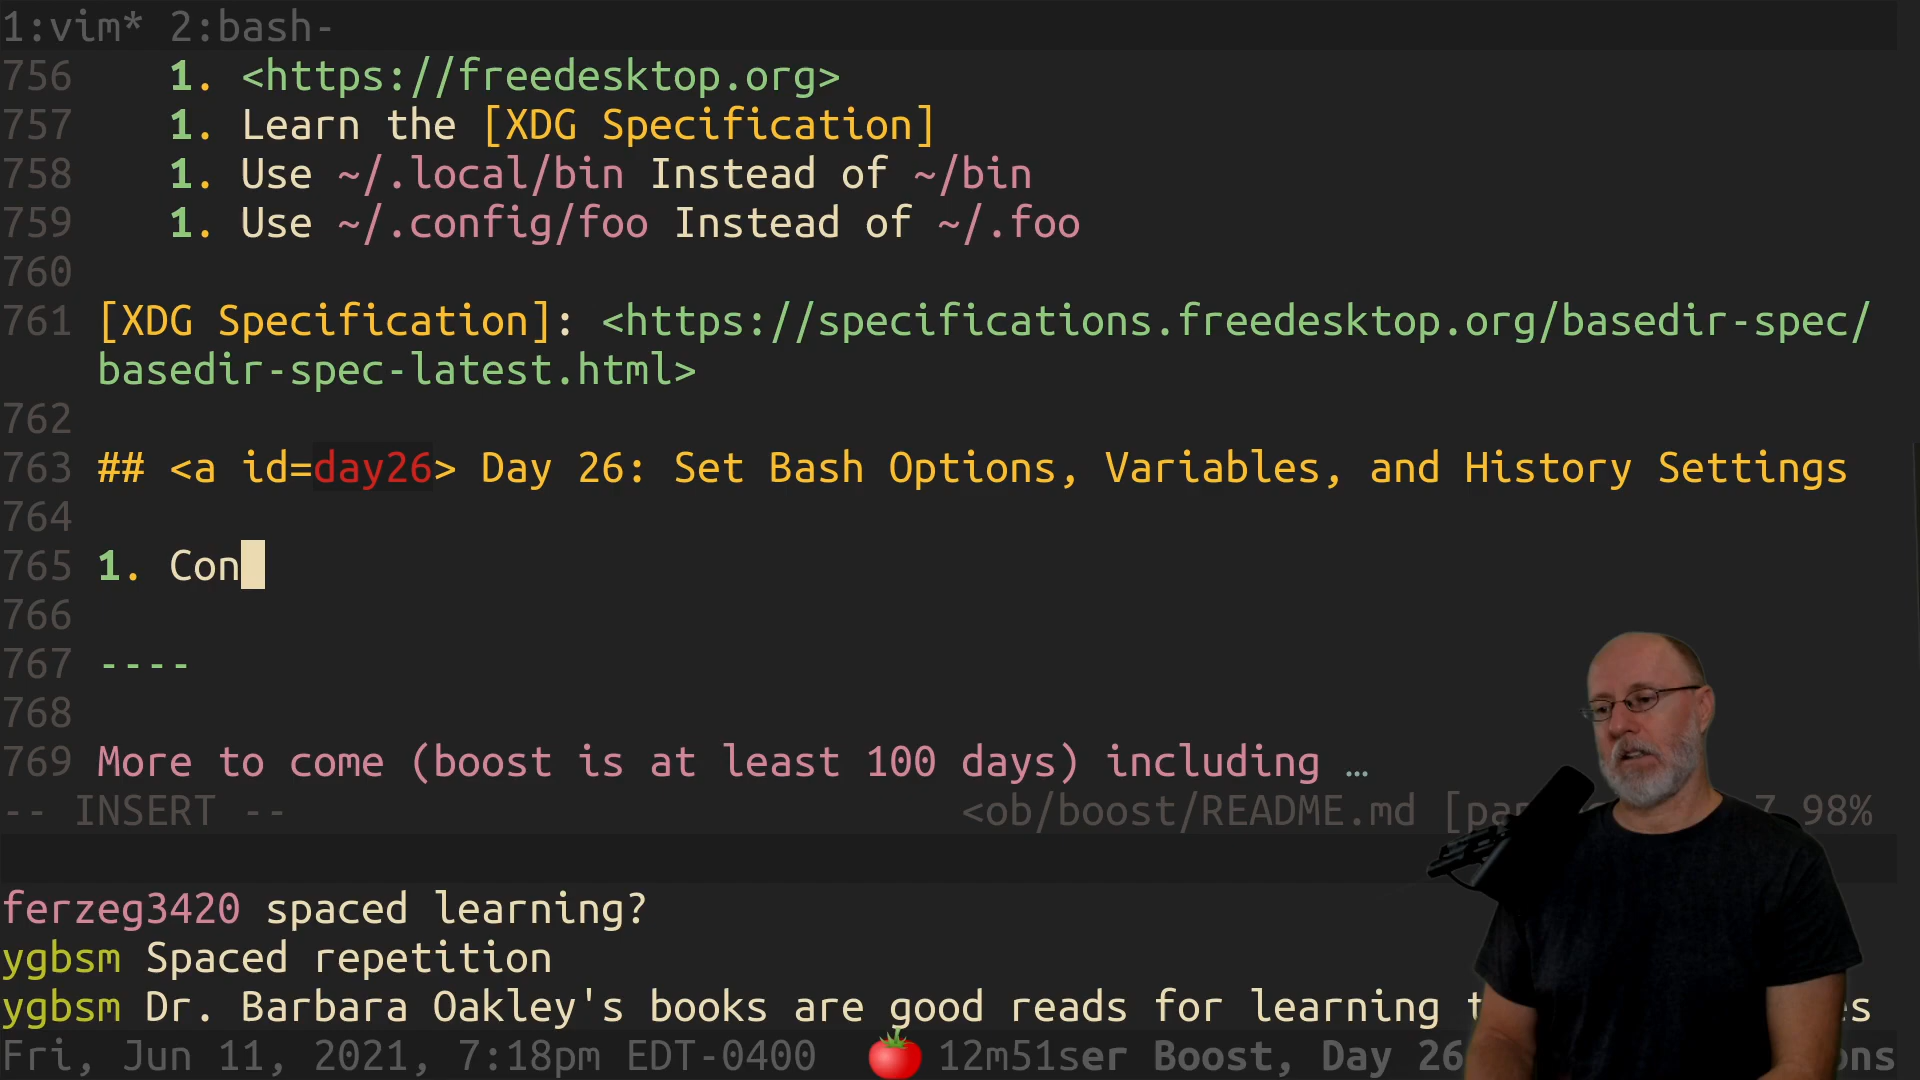 1:vim* 2:bash-
756 1. <https://freedesktop.org>
757 1. Learn the [XDG Specification]
758 1. Use ~/.local/bin Instead of ~/bin
759 1. Use ~/.config/foo Instead of ~/.foo
760
761 [XDG Specification]: <https://specifications.freedesktop.org/basedir-spec/
basedir-spec-latest.html>
762
763 ## <a id=day26> Day 26: Set Bash Options, Variables, and History Settings
764
765 1. Con
766
767 ----
768
769 More to come (boost is at least 100 days) including …
-- INSERT -- <ob/boost/README.md 98%
ferzeg3420 spaced learning?
ygbsm Spaced repetition
ygbsm Dr. Barbara Oakley's books are good reads for learning
Fri, Jun 11, 2021, 7:18pm EDT-0400 12m51ser Boost, Day 26